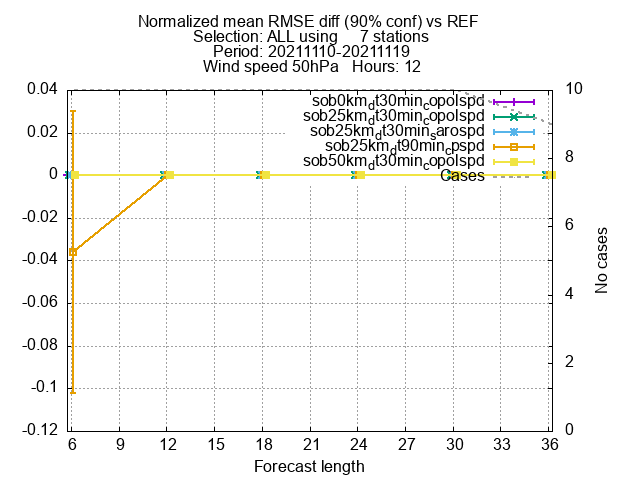 Normalized mean RMSE diff (90% conf) vs REF
Selection: ALL using 7 stations
Period: 20211110-20211119
Wind speed 50hPa Hours: 12
sob0km_dt30min_copolspd
sob25km_dt30min_copolspd
sob25km_dt30min_sarospd
sob25km_dt90min_cpspd
sob50km_dt30min_copolspd
Cases
0.04
0.02
0
-0.02
-0.04
-0.06
-0.08
-0.1
-0.12
10
8
6
4
2
0
No cases
6 9 12 15 18 21 24 27 30 33 36
Forecast length